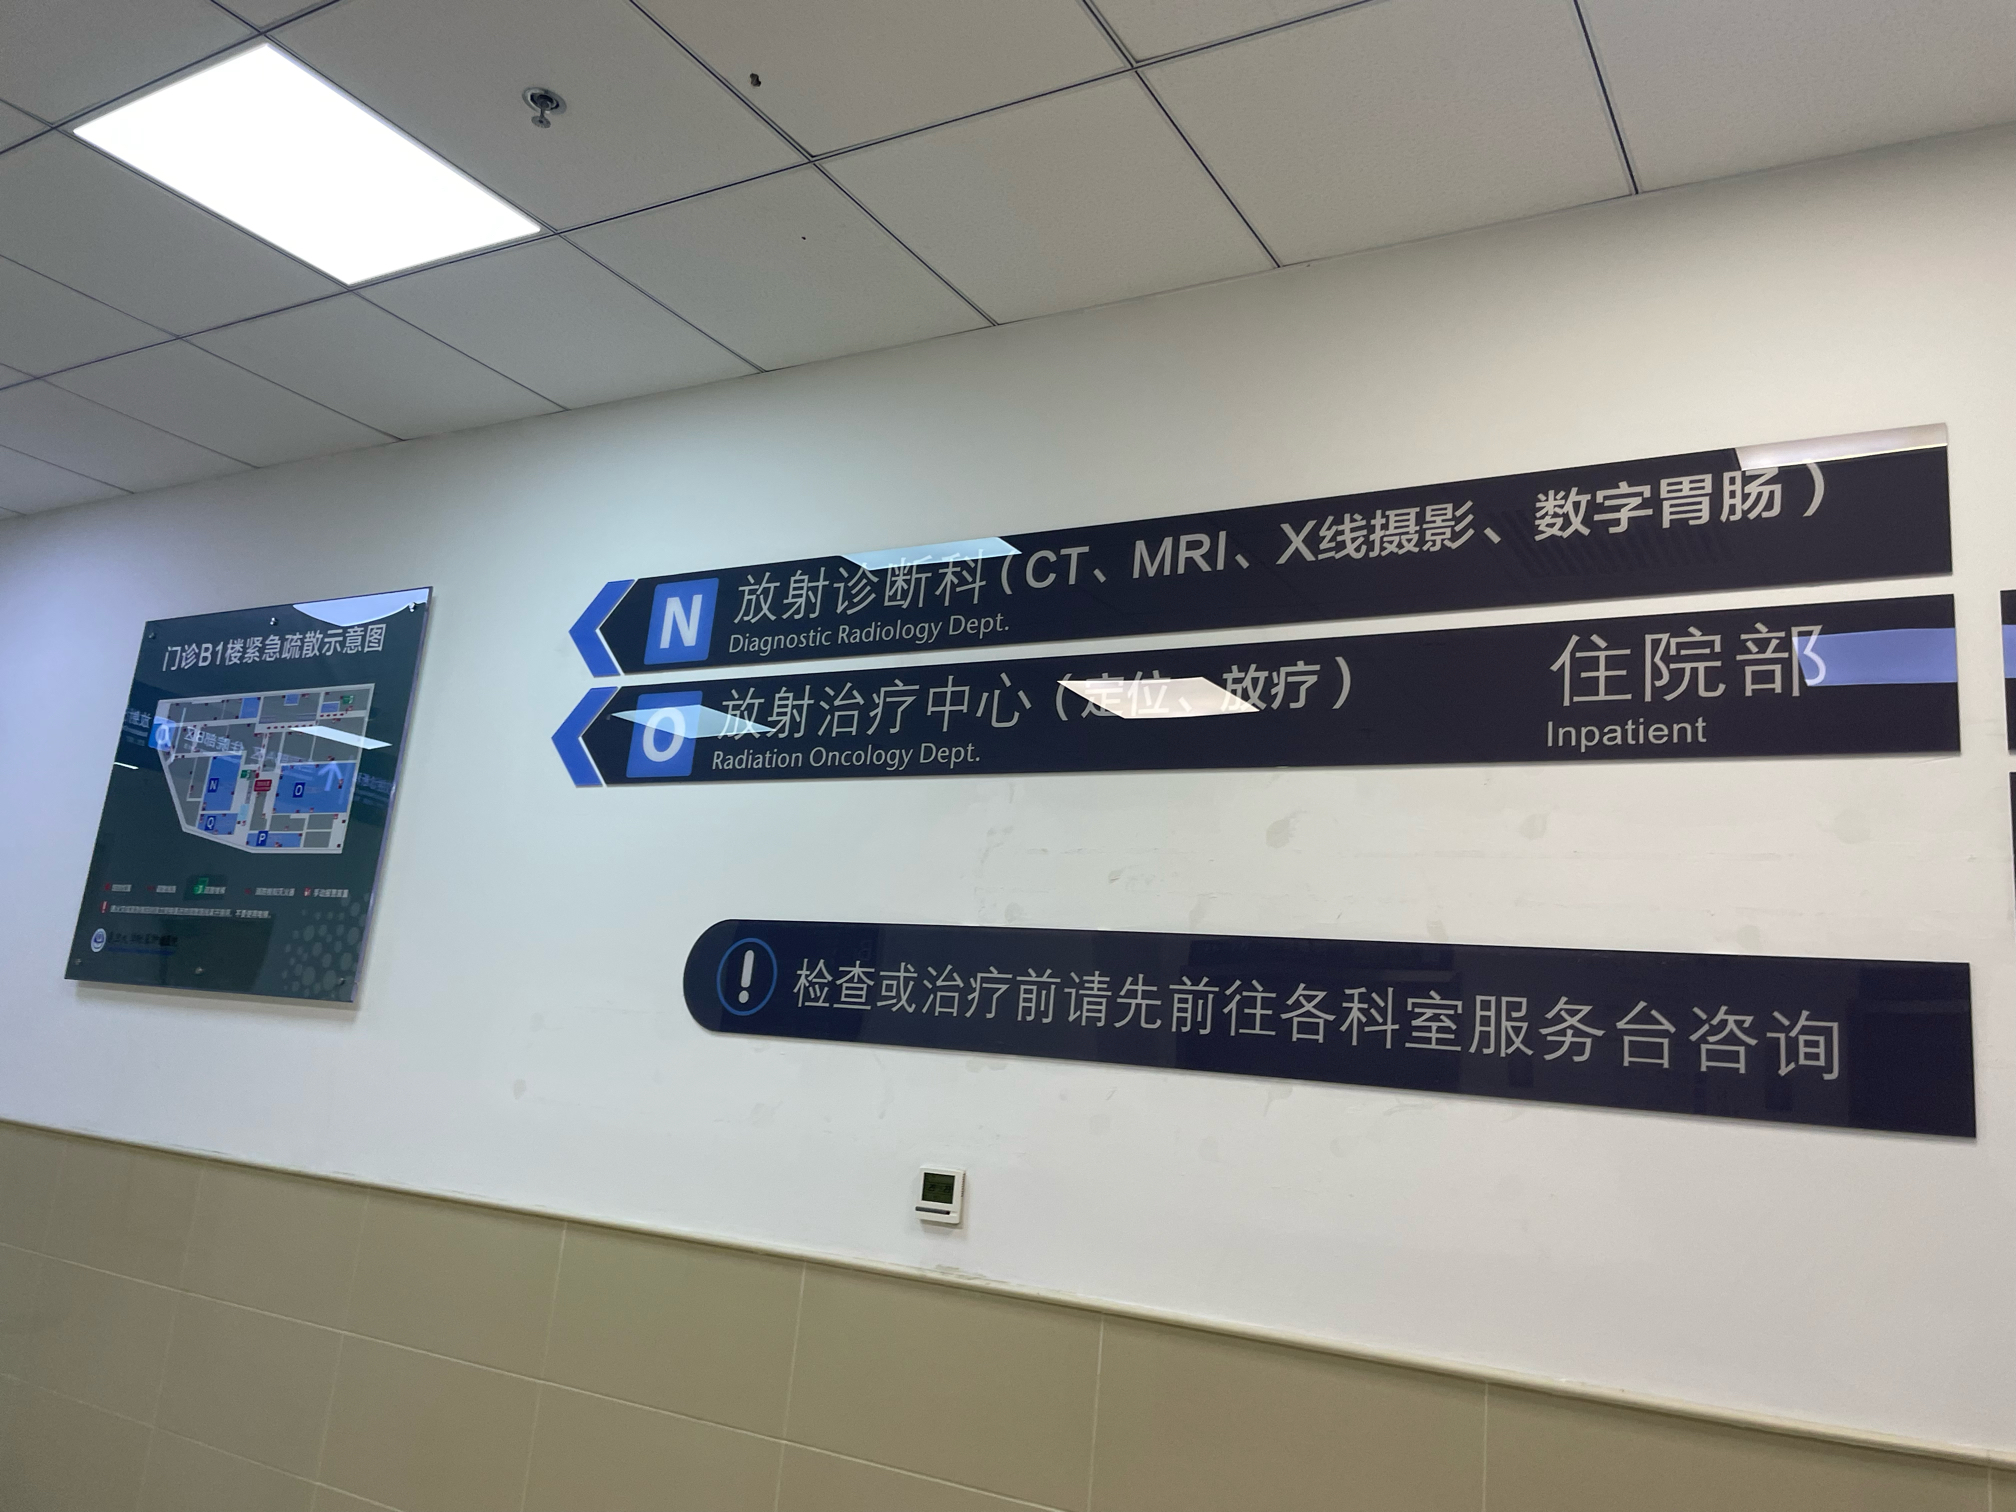 门诊B1楼紧急疏散示意图
N
O
Q
P
N 放射诊断科（CT、MRI、X线摄影、数字胃肠）
Diagnostic Radiology Dept.
O 放射治疗中心（定位、放疗） 住院部
Radiation Oncology Dept. Inpatient
! 检查或治疗前请先前往各科室服务台咨询